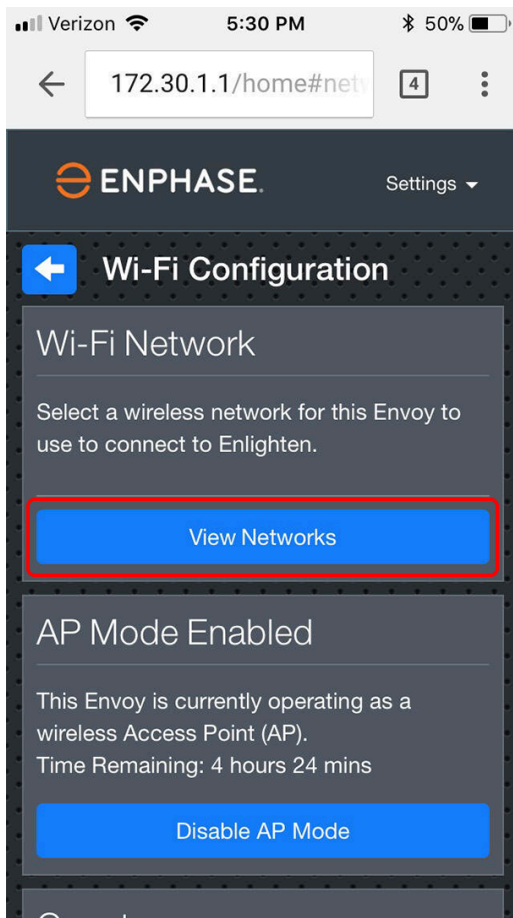 Verizon 5:30 PM 50%
172.30.1.1/home#net 4
ENPHASE. Settings
Wi-Fi Configuration
Wi-Fi Network
Select a wireless network for this Envoy to
use to connect to Enlighten.
View Networks
AP Mode Enabled
This Envoy is currently operating as a
wireless Access Point (AP).
Time Remaining: 4 hours 24 mins
Disable AP Mode